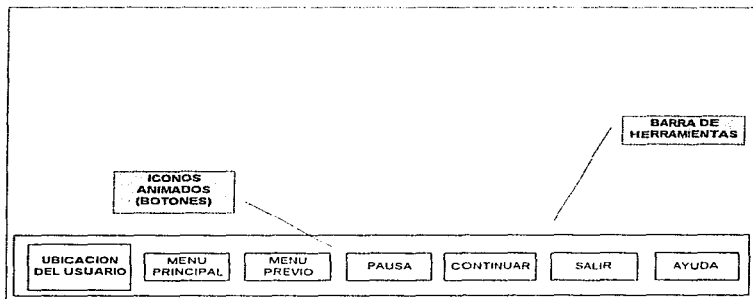 BARRA DE
HERRAMIENTAS
ICONOS
ANIMADOS
(BOTONES)
UBICACION
DEL USUARIO
MENU
PRINCIPAL
MENU
PREVIO
PAUSA
CONTINUAR
SALIR
AYUDA